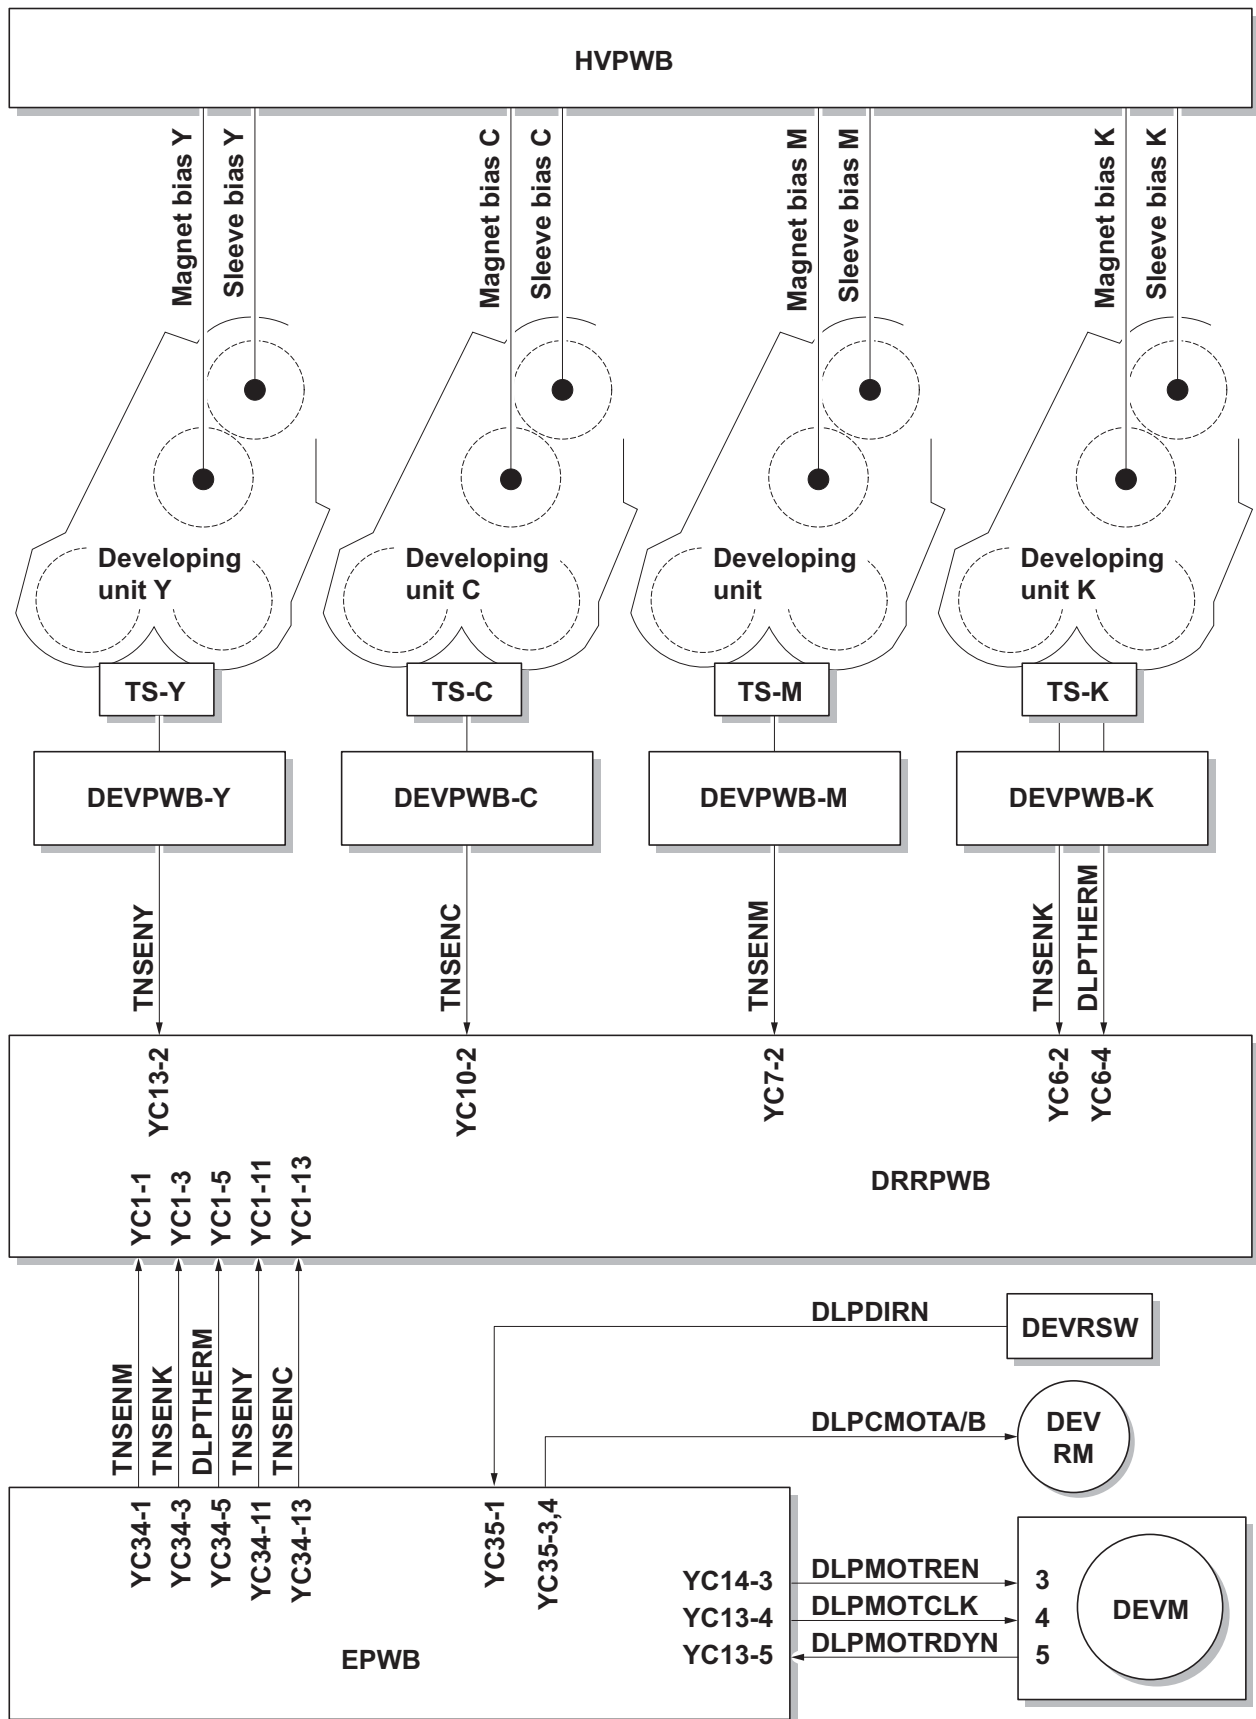 HVPWB
Magnet bias Y
Sleeve bias Y
Magnet bias C
Sleeve bias C
Magnet bias M
Sleeve bias M
Magnet bias K
Sleeve bias K
Developing
unit Y
Developing
unit C
Developing
unit
Developing
unit K
TS-Y
TS-C
TS-M
TS-K
DEVPWB-Y
DEVPWB-C
DEVPWB-M
DEVPWB-K
TNSENY
TNSENC
TNSENM
TNSENK
DLPTHERM
YC13-2
YC10-2
YC7-2
YC6-2
YC6-4
YC1-1
YC1-3
YC1-5
YC1-11
YC1-13
DRRPWB
TNSENM
TNSENK
DLPTHERM
TNSENY
TNSENC
DLPDIRN
DEVRSW
DLPCMOTA/B
DEV
RM
YC34-1
YC34-3
YC34-5
YC34-11
YC34-13
YC35-1
YC35-3,4
YC14-3
DLPMOTREN
3
YC13-4
DLPMOTCLK
4
YC13-5
DLPMOTRDYN
5
DEVM
EPWB